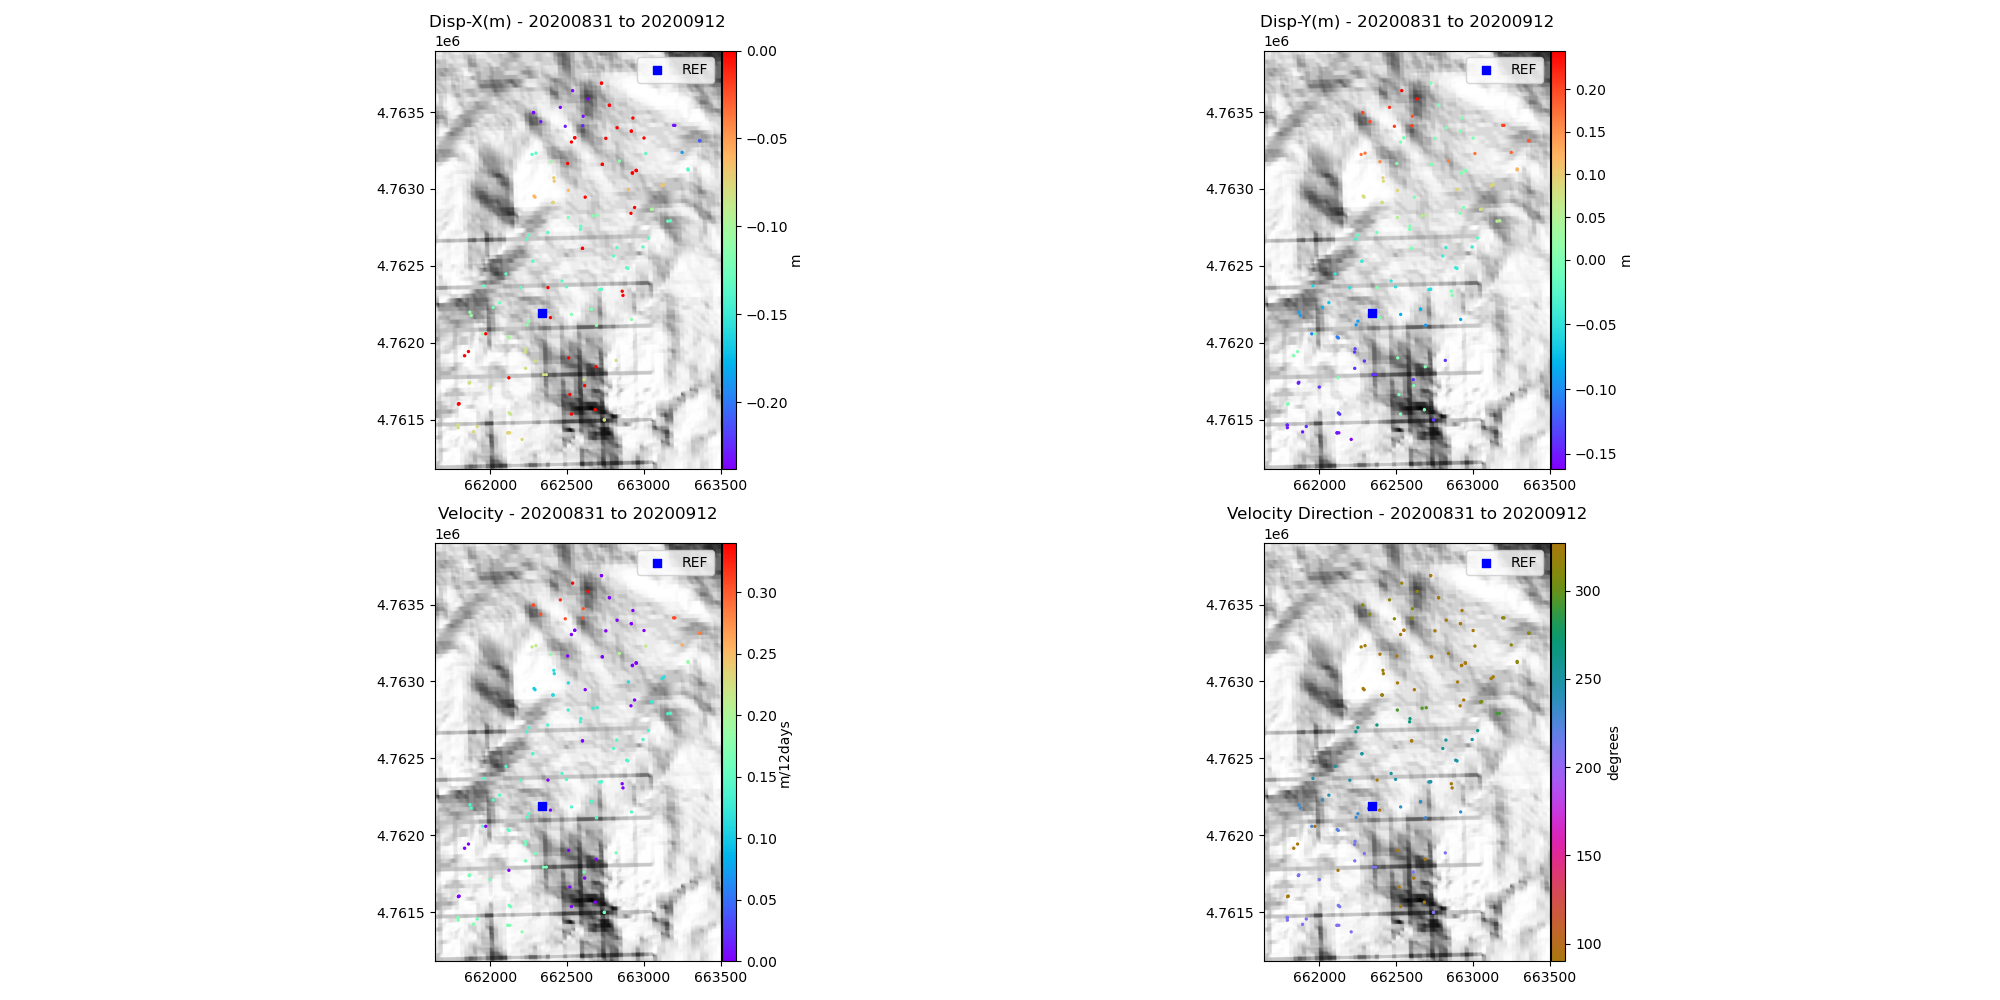 Disp-X(m) - 20200831 to 20200912
1e6
REF
4.7635
4.7630
4.7625
4.7620
4.7615
662000 662500 663000 663500
0.00
−0.05
−0.10
−0.15
−0.20
m
Disp-Y(m) - 20200831 to 20200912
1e6
REF
4.7635
4.7630
4.7625
4.7620
4.7615
662000 662500 663000 663500
0.20
0.15
0.10
0.05
0.00
−0.05
−0.10
−0.15
m
Velocity - 20200831 to 20200912
1e6
REF
4.7635
4.7630
4.7625
4.7620
4.7615
662000 662500 663000 663500
0.30
0.25
0.20
0.15
0.10
0.05
0.00
m/12days
Velocity Direction - 20200831 to 20200912
1e6
REF
4.7635
4.7630
4.7625
4.7620
4.7615
662000 662500 663000 663500
300
250
200
150
100
degrees